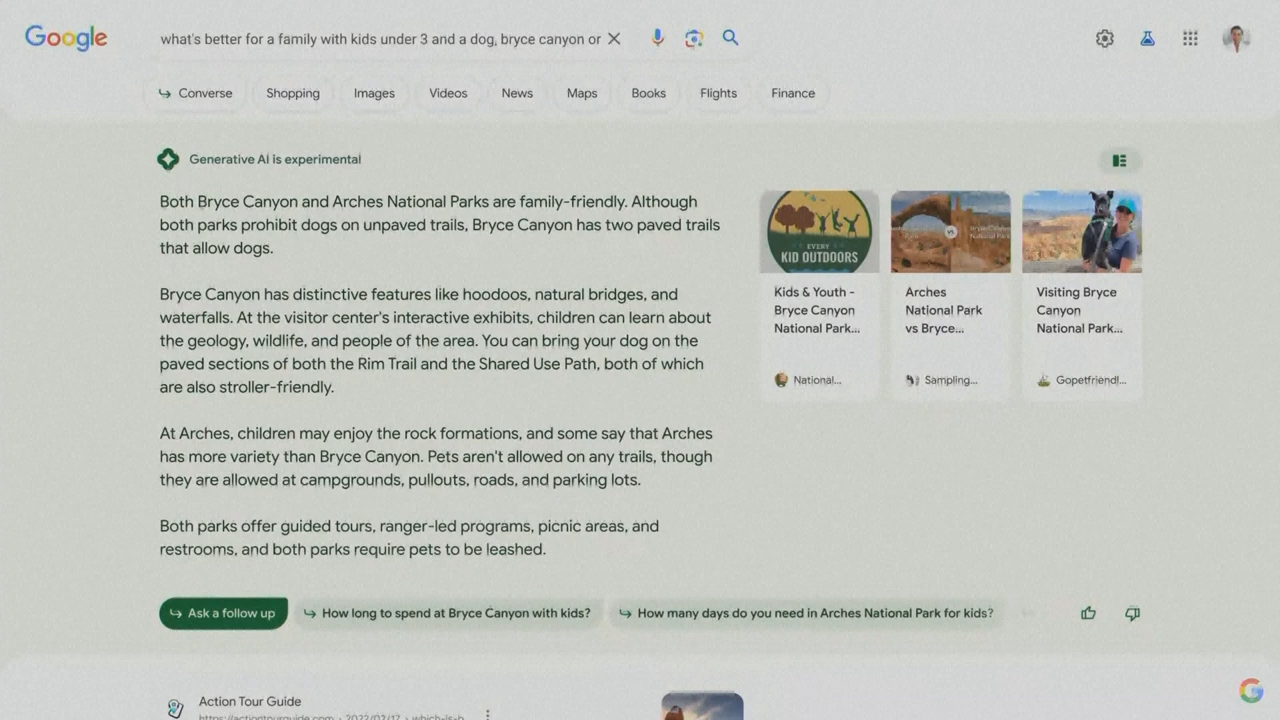 Google
what's better for a family with kids under 3 and a dog, bryce canyon or
Converse
Shopping
Images
Videos
News
Maps
Books
Flights
Finance
Generative AI is experimental
Both Bryce Canyon and Arches National Parks are family-friendly. Although
both parks prohibit dogs on unpaved trails, Bryce Canyon has two paved trails
that allow dogs.
Bryce Canyon has distinctive features like hoodoos, natural bridges, and
waterfalls. At the visitor center's interactive exhibits, children can learn about
the geology, wildlife, and people of the area. You can bring your dog on the
paved sections of both the Rim Trail and the Shared Use Path, both of which
are also stroller-friendly.
At Arches, children may enjoy the rock formations, and some say that Arches
has more variety than Bryce Canyon. Pets aren't allowed on any trails, though
they are allowed at campgrounds, pullouts, roads, and parking lots.
Both parks offer guided tours, ranger-led programs, picnic areas, and
restrooms, and both parks require pets to be leashed.
EVERY
KID OUTDOORS
Kids & Youth -
Bryce Canyon
National Park...
National...
VS
Arches
National Park
vs Bryce...
Sampling...
Visiting Bryce
Canyon
National Park...
Gopetfriendl...
Ask a follow up
How long to spend at Bryce Canyon with kids?
How many days do you need in Arches National Park for kids?
Action Tour Guide
https://actiontourguide.com › 2022/02/17 › which-is-b...